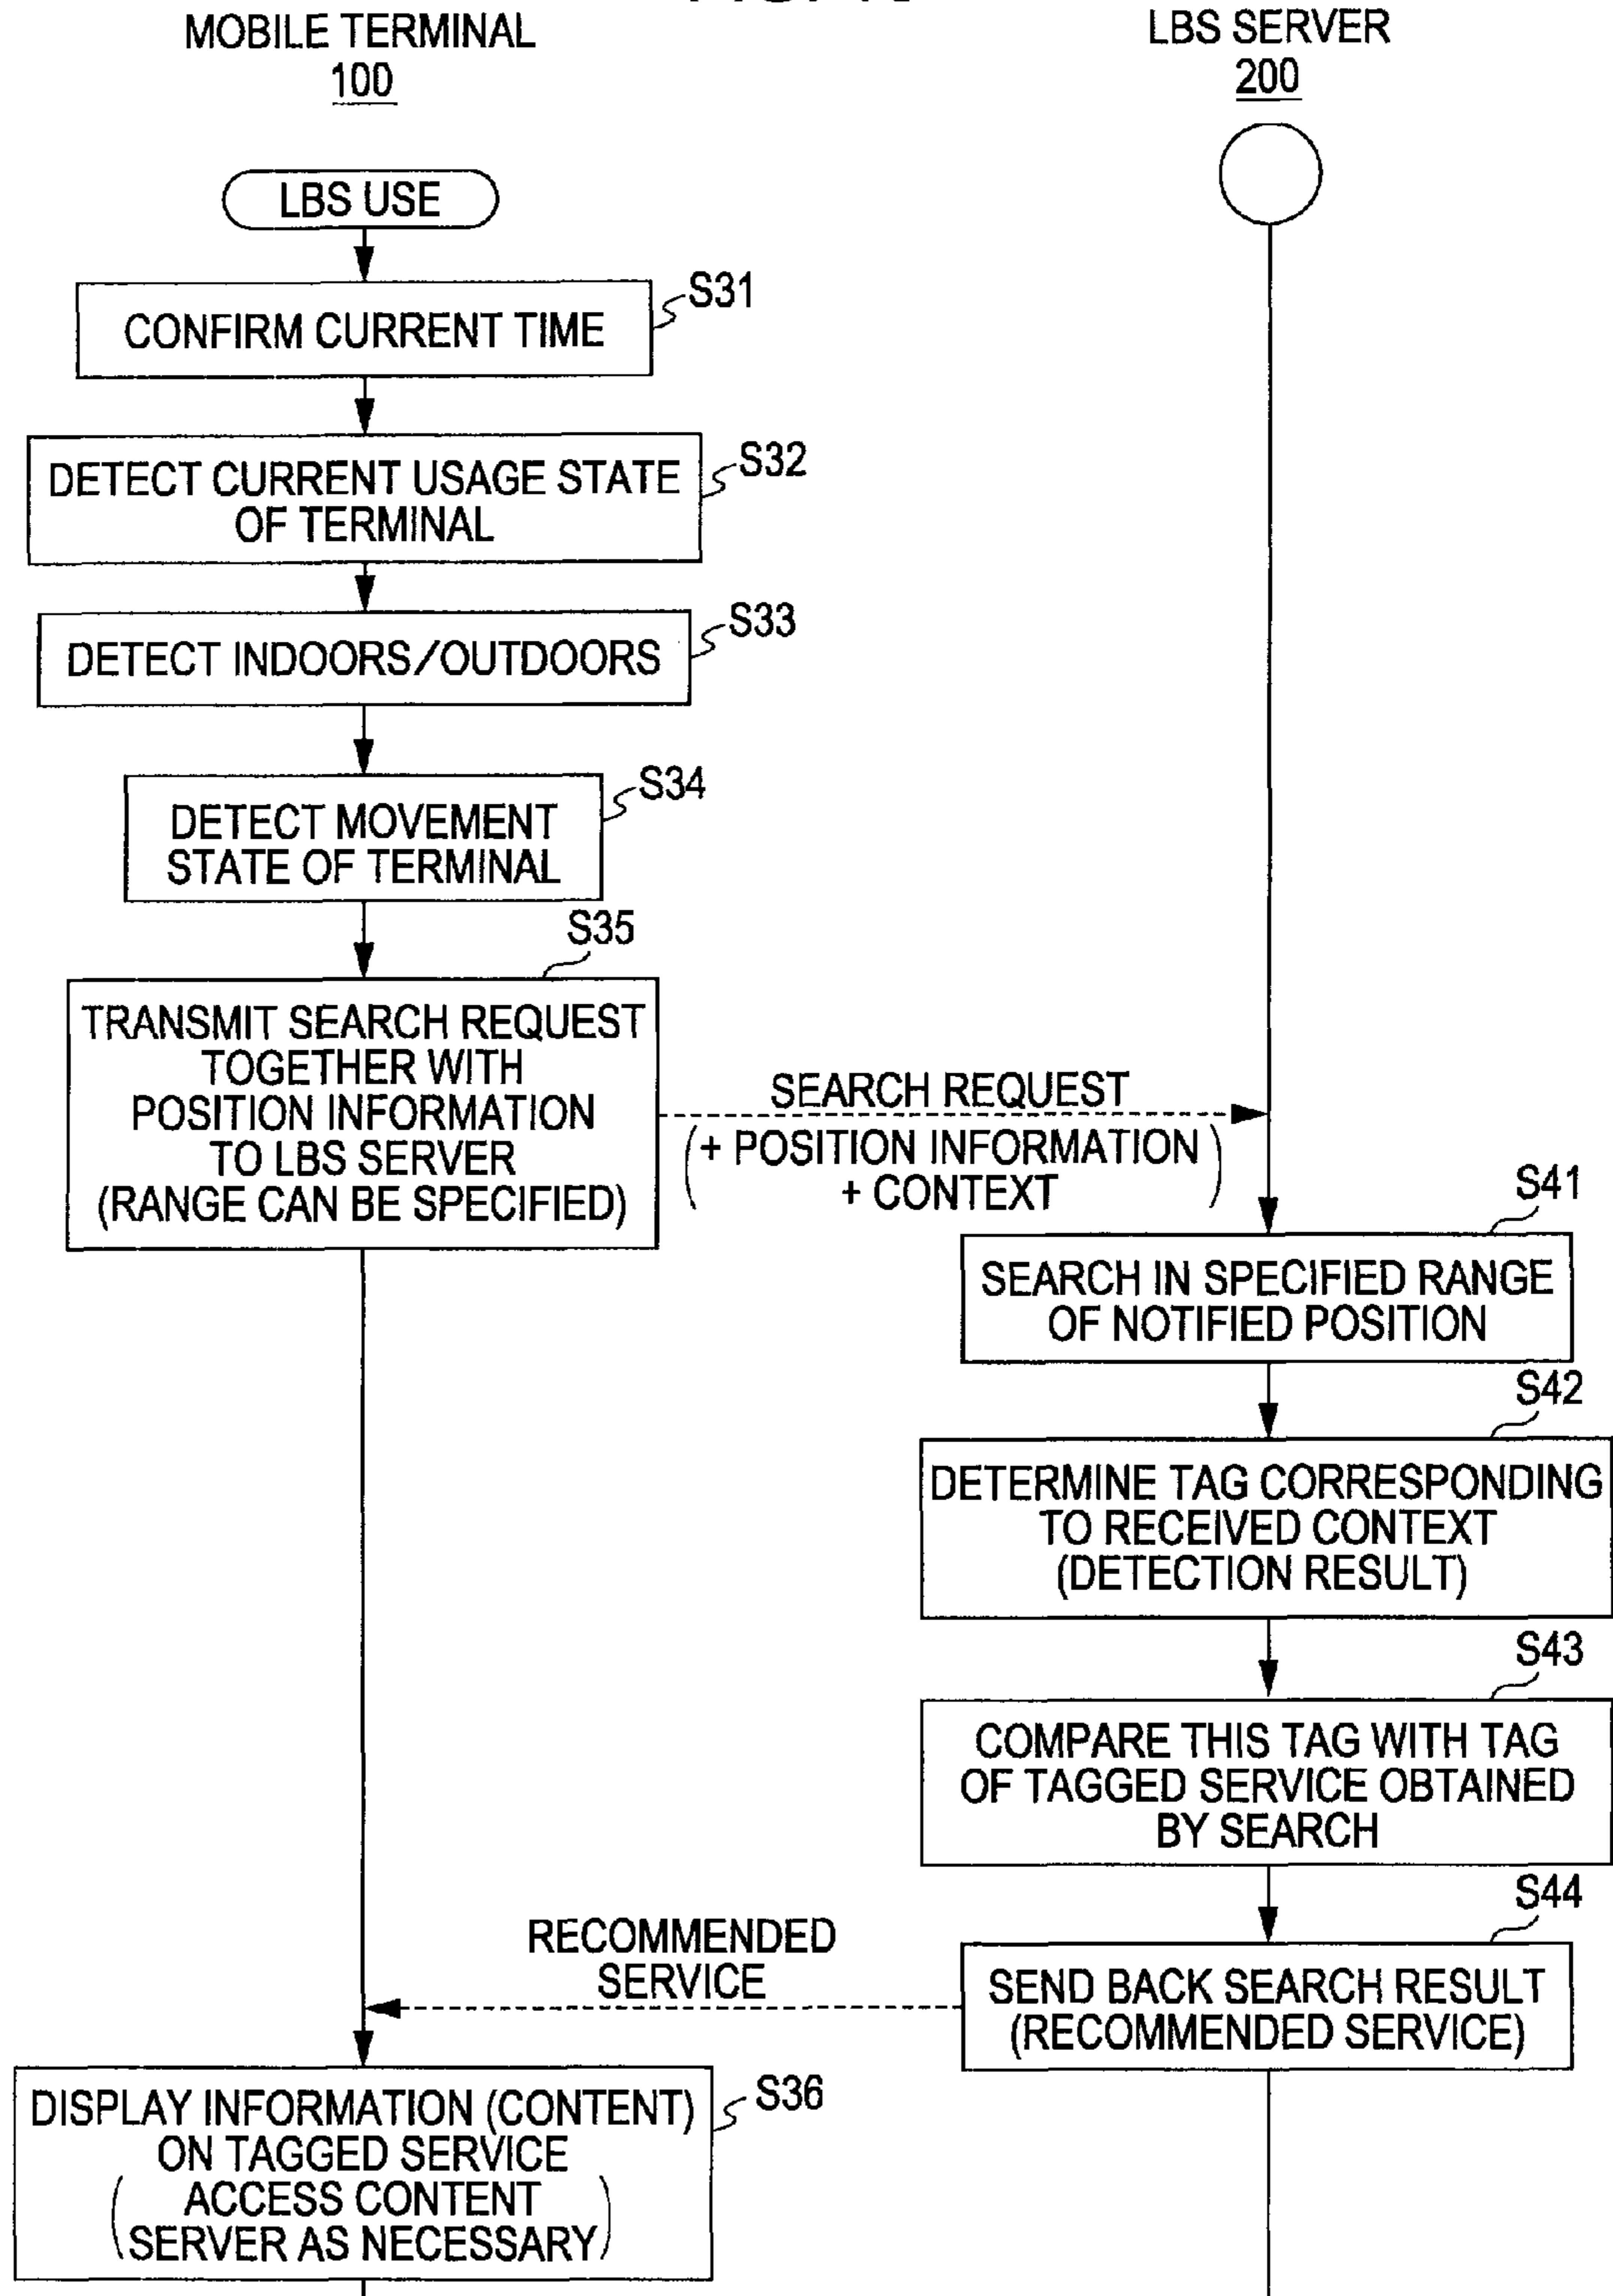 MOBILE TERMINAL
100
LBS SERVER
200
LBS USE
S31
CONFIRM CURRENT TIME
S32
DETECT CURRENT USAGE STATE
OF TERMINAL
S33
DETECT INDOORS/OUTDOORS
S34
DETECT MOVEMENT
STATE OF TERMINAL
S35
TRANSMIT SEARCH REQUEST
TOGETHER WITH
POSITION INFORMATION
TO LBS SERVER
(RANGE CAN BE SPECIFIED)
SEARCH REQUEST
(+ POSITION INFORMATION
+ CONTEXT)
S41
SEARCH IN SPECIFIED RANGE
OF NOTIFIED POSITION
S42
DETERMINE TAG CORRESPONDING
TO RECEIVED CONTEXT
(DETECTION RESULT)
S43
COMPARE THIS TAG WITH TAG
OF TAGGED SERVICE OBTAINED
BY SEARCH
S44
SEND BACK SEARCH RESULT
(RECOMMENDED SERVICE)
RECOMMENDED
SERVICE
S36
DISPLAY INFORMATION (CONTENT)
ON TAGGED SERVICE
(ACCESS CONTENT
SERVER AS NECESSARY)